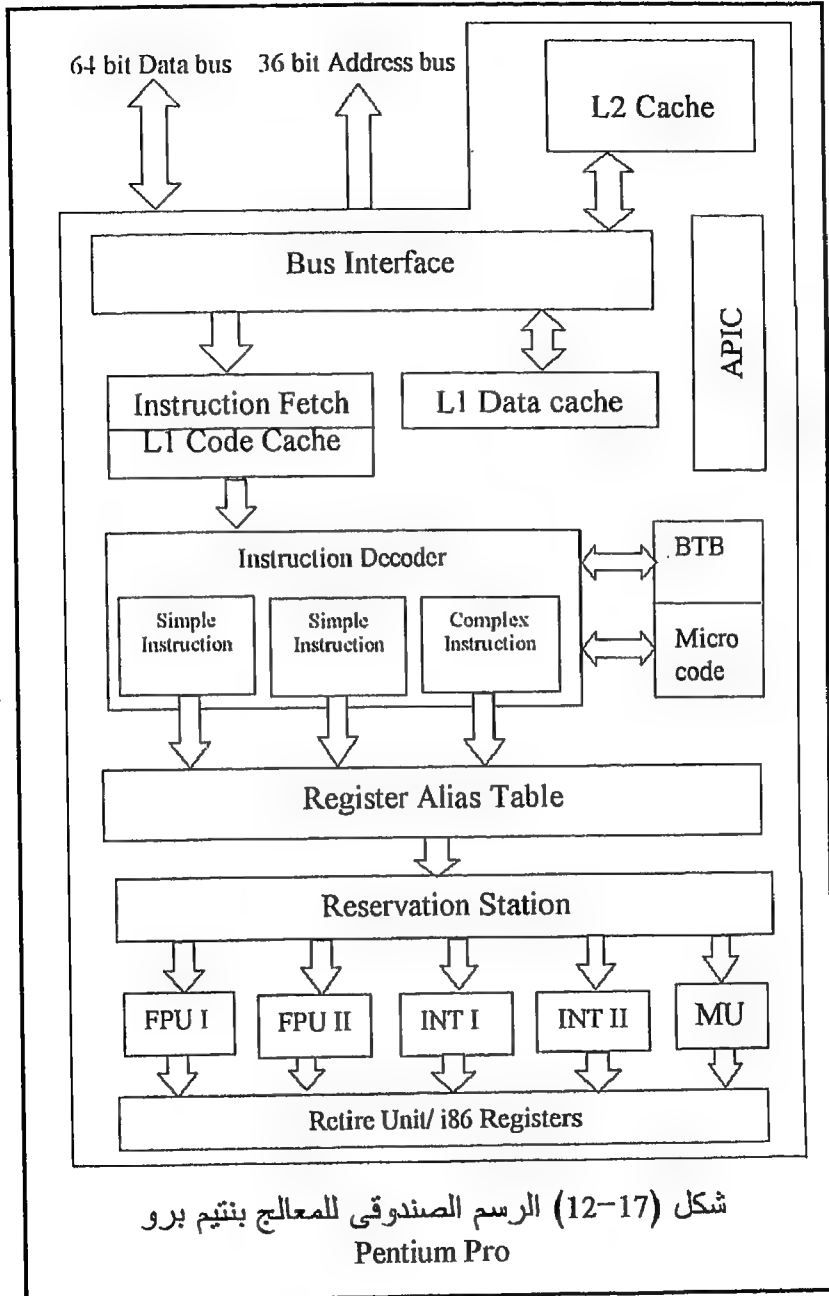 64 bit Data bus 36 bit Address bus
L2 Cache
Bus Interface
APIC
Instruction Fetch
L1 Code Cache
L1 Data cache
Instruction Decoder
BTB
Simple
Instruction
Simple
Instruction
Complex
Instruction
Micro
code
Register Alias Table
Reservation Station
FPU I
FPU II
INT I
INT II
MU
Retire Unit/ i86 Registers
شكل (17-12) الرسم الصندوقى للمعالج بنتيم برو
Pentium Pro